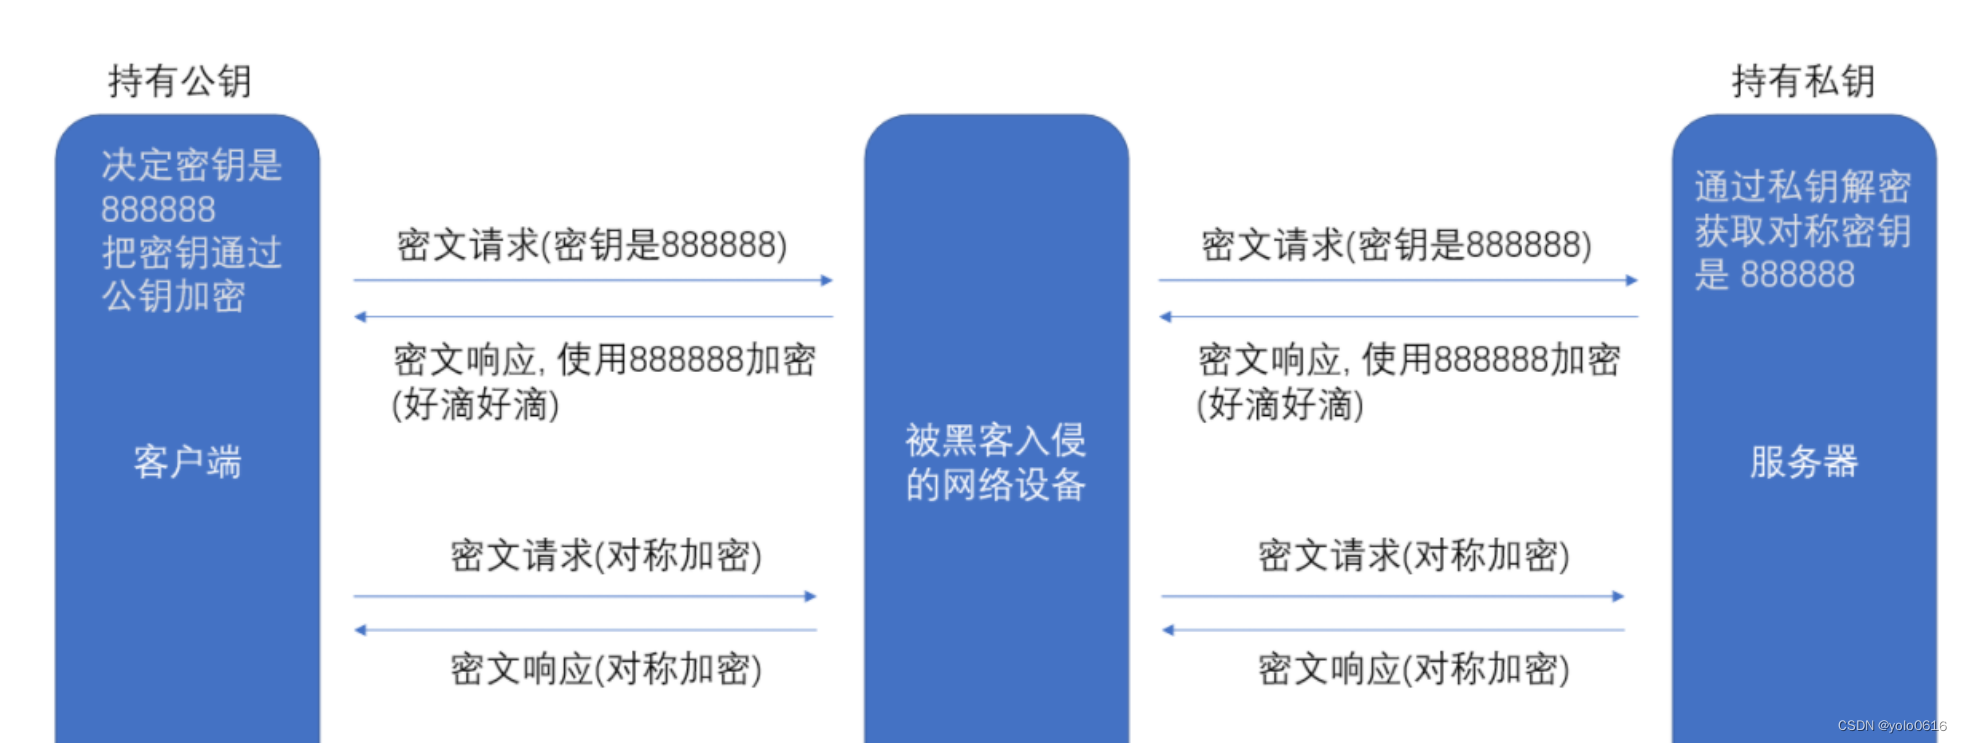 持有公钥
持有私钥
决定密钥是
888888
把密钥通过
公钥加密
客户端
密文请求(密钥是888888)
密文响应, 使用888888加密
(好滴好滴)
密文请求(对称加密)
密文响应(对称加密)
被黑客入侵
的网络设备
密文请求(密钥是888888)
密文响应, 使用888888加密
(好滴好滴)
密文请求(对称加密)
密文响应(对称加密)
通过私钥解密
获取对称密钥
是 888888
服务器
CSDN @yolo0616